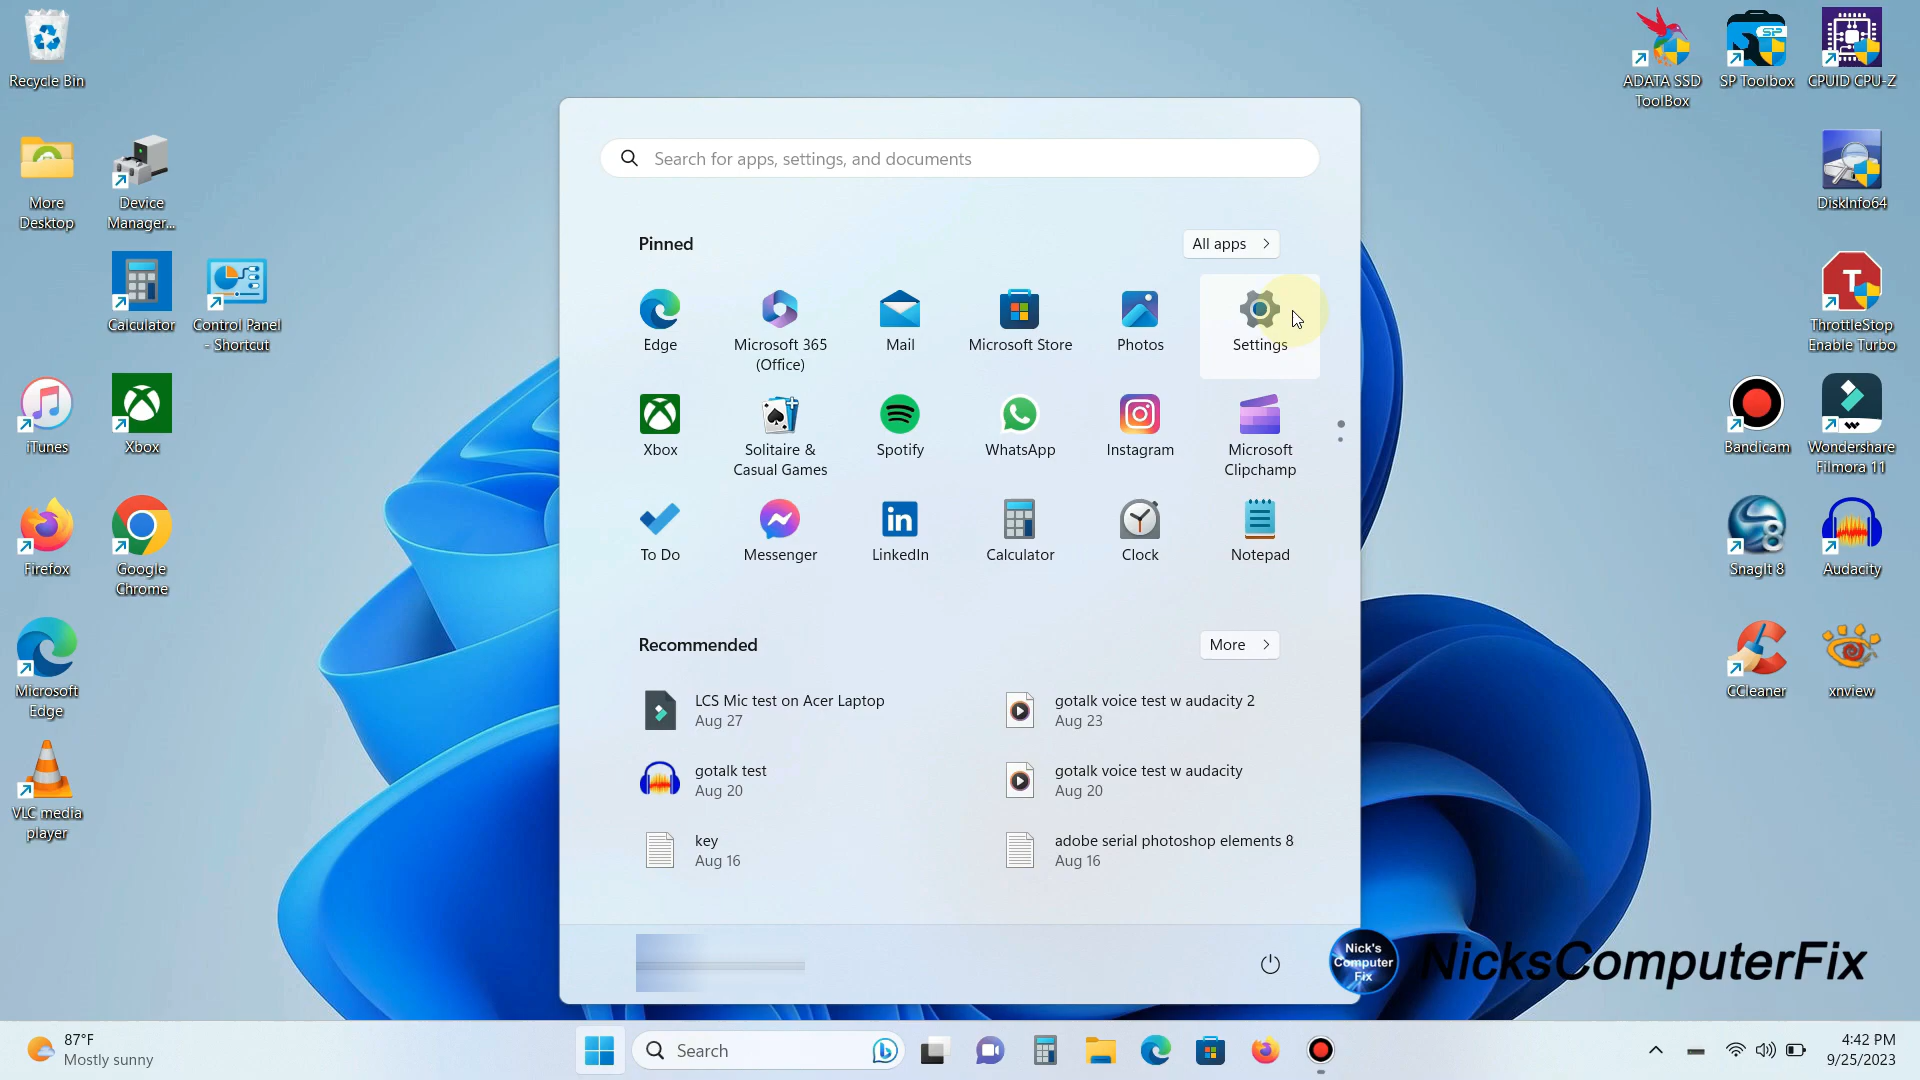 Recycle Bin
More
Desktop
Device
Manager...
Calculator
Control Panel
- Shortcut
iTunes
Xbox
Firefox
Google
Chrome
Microsoft
Edge
VLC media
player
Search for apps, settings, and documents
Pinned
All apps
Edge
Microsoft 365
(Office)
Mail
Microsoft Store
Photos
Settings
Xbox
Solitaire &
Casual Games
Spotify
WhatsApp
Instagram
Microsoft
Clipchamp
To Do
Messenger
LinkedIn
Calculator
Clock
Notepad
Recommended
More
LCS Mic test on Acer Laptop
Aug 27
gotalk voice test w audacity 2
Aug 23
gotalk test
Aug 20
gotalk voice test w audacity
Aug 20
key
Aug 16
adobe serial photoshop elements 8
Aug 16
ADATA SSD
ToolBox
SP Toolbox
CPUID CPU-Z
DiskInfo64
ThrottleStop
Enable Turbo
Bandicam
Wondershare
Filmora 11
SnagIt 8
Audacity
CCleaner
xnview
Nick's
Computer
Fix
NicksComputerFix
87°F
Mostly sunny
Search
4:42 PM
9/25/2023